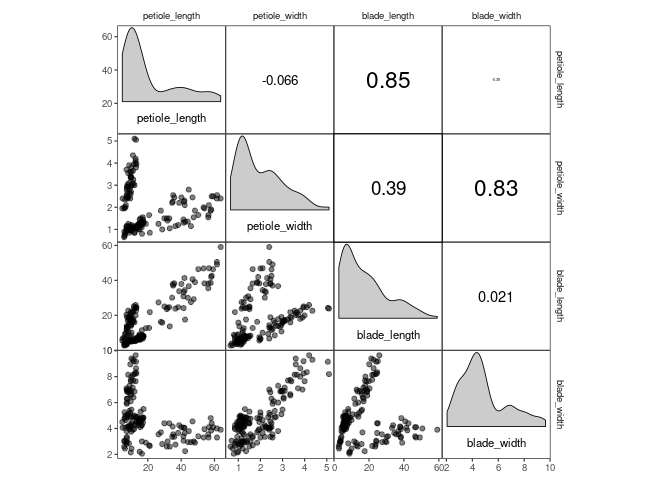 petiole_length petiole_width blade_length blade_width
60
40
20
petiole_length
-0.066
0.85
petiole_length
5
4
3
2
1
petiole_width
0.39
0.83
petiole_width
60
40
20
blade_length
0.021
blade_length
10
8
6
4
2
blade_width
blade_width
20 40 60 1 2 3 4 5 0 20 40 60 2 4 6 8 10